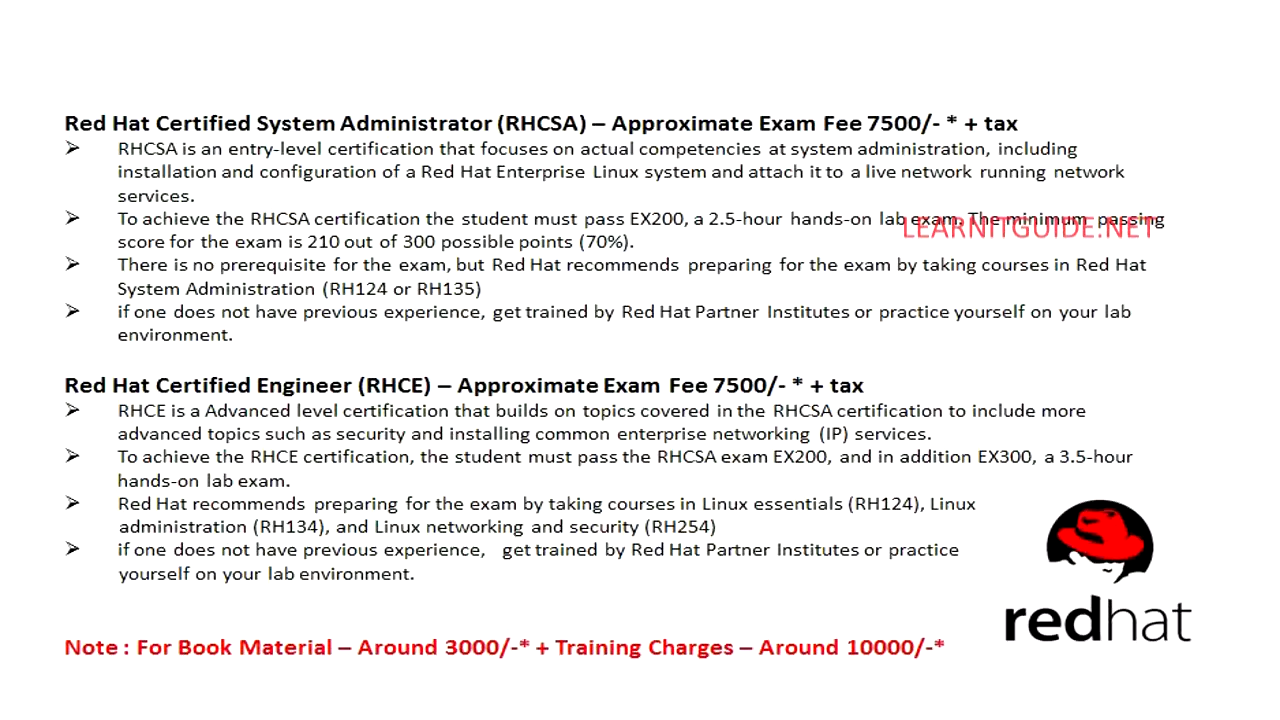 Red Hat Certified System Administrator (RHCSA) – Approximate Exam Fee 7500/- * + tax
➢ RHCSA is an entry-level certification that focuses on actual competencies at system administration, including
installation and configuration of a Red Hat Enterprise Linux system and attach it to a live network running network
services.
➢ To achieve the RHCSA certification the student must pass EX200, a 2.5-hour hands-on lab exam. The minimum passing
LEARNITGUIDE.NET
score for the exam is 210 out of 300 possible points (70%).
➢ There is no prerequisite for the exam, but Red Hat recommends preparing for the exam by taking courses in Red Hat
System Administration (RH124 or RH135)
➢ if one does not have previous experience, get trained by Red Hat Partner Institutes or practice yourself on your lab
environment.
Red Hat Certified Engineer (RHCE) – Approximate Exam Fee 7500/- * + tax
➢ RHCE is a Advanced level certification that builds on topics covered in the RHCSA certification to include more
advanced topics such as security and installing common enterprise networking (IP) services.
➢ To achieve the RHCE certification, the student must pass the RHCSA exam EX200, and in addition EX300, a 3.5-hour
hands-on lab exam.
➢ Red Hat recommends preparing for the exam by taking courses in Linux essentials (RH124), Linux
administration (RH134), and Linux networking and security (RH254)
➢ if one does not have previous experience, get trained by Red Hat Partner Institutes or practice
yourself on your lab environment.
redhat
Note : For Book Material – Around 3000/-* + Training Charges – Around 10000/-*